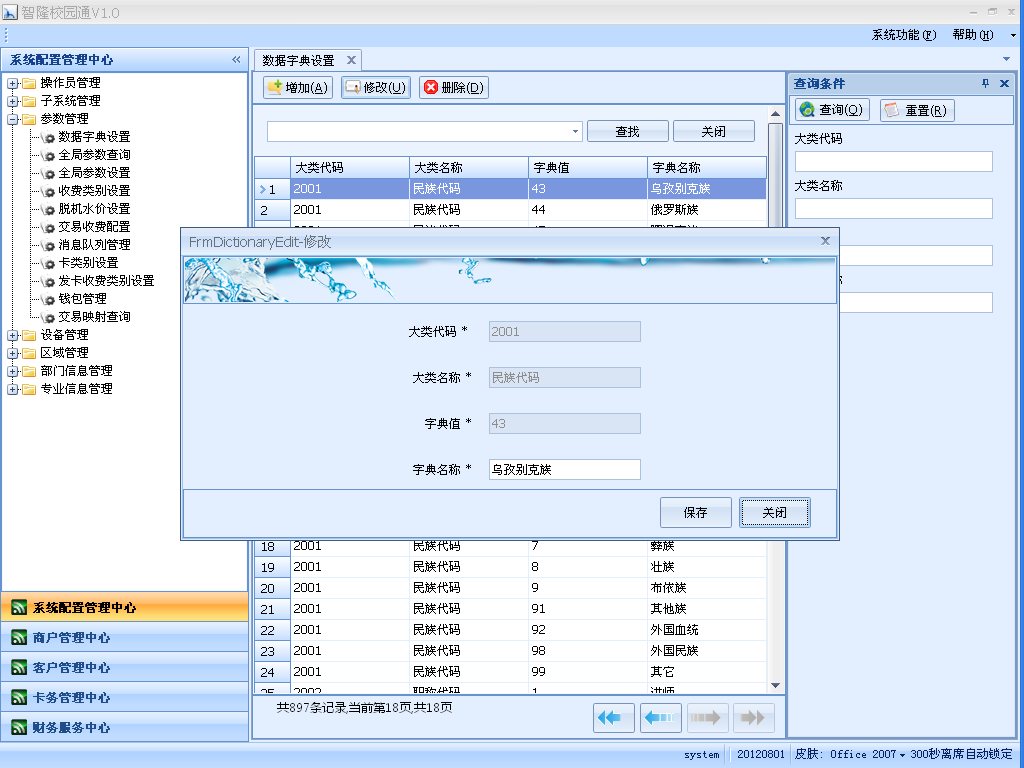 智隆校园通V1.0
系统功能(F) 帮助(H)
系统配置管理中心
操作员管理
子系统管理
参数管理
数据字典设置
全局参数查询
全局参数设置
收费类别设置
脱机水价设置
交易收费配置
消息队列管理
卡类别设置
发卡收费类别设置
钱包管理
交易映射查询
设备管理
区域管理
部门信息管理
专业信息管理
系统配置管理中心
商户管理中心
客户管理中心
卡务管理中心
财务服务中心
数据字典设置
增加(A) 修改(U) 删除(D)
查找 关闭
大类代码 大类名称 字典值 字典名称
1 2001 民族代码 43 乌孜别克族
2 2001 民族代码 44 俄罗斯族
FrmDictionaryEdit-修改
大类代码 * 2001
大类名称 * 民族代码
字典值 * 43
字典名称 * 乌孜别克族
保存 关闭
18 2001 民族代码 7 彝族
19 2001 民族代码 8 壮族
20 2001 民族代码 9 布依族
21 2001 民族代码 91 其他族
22 2001 民族代码 92 外国血统
23 2001 民族代码 98 外国民族
24 2001 民族代码 99 其它
25 2002 职称代码 1 讲师
共897条记录,当前第18页,共18页
查询条件
查询(Q) 重置(R)
大类代码
大类名称
system 20120801 皮肤: Office 2007 300秒离席自动锁定